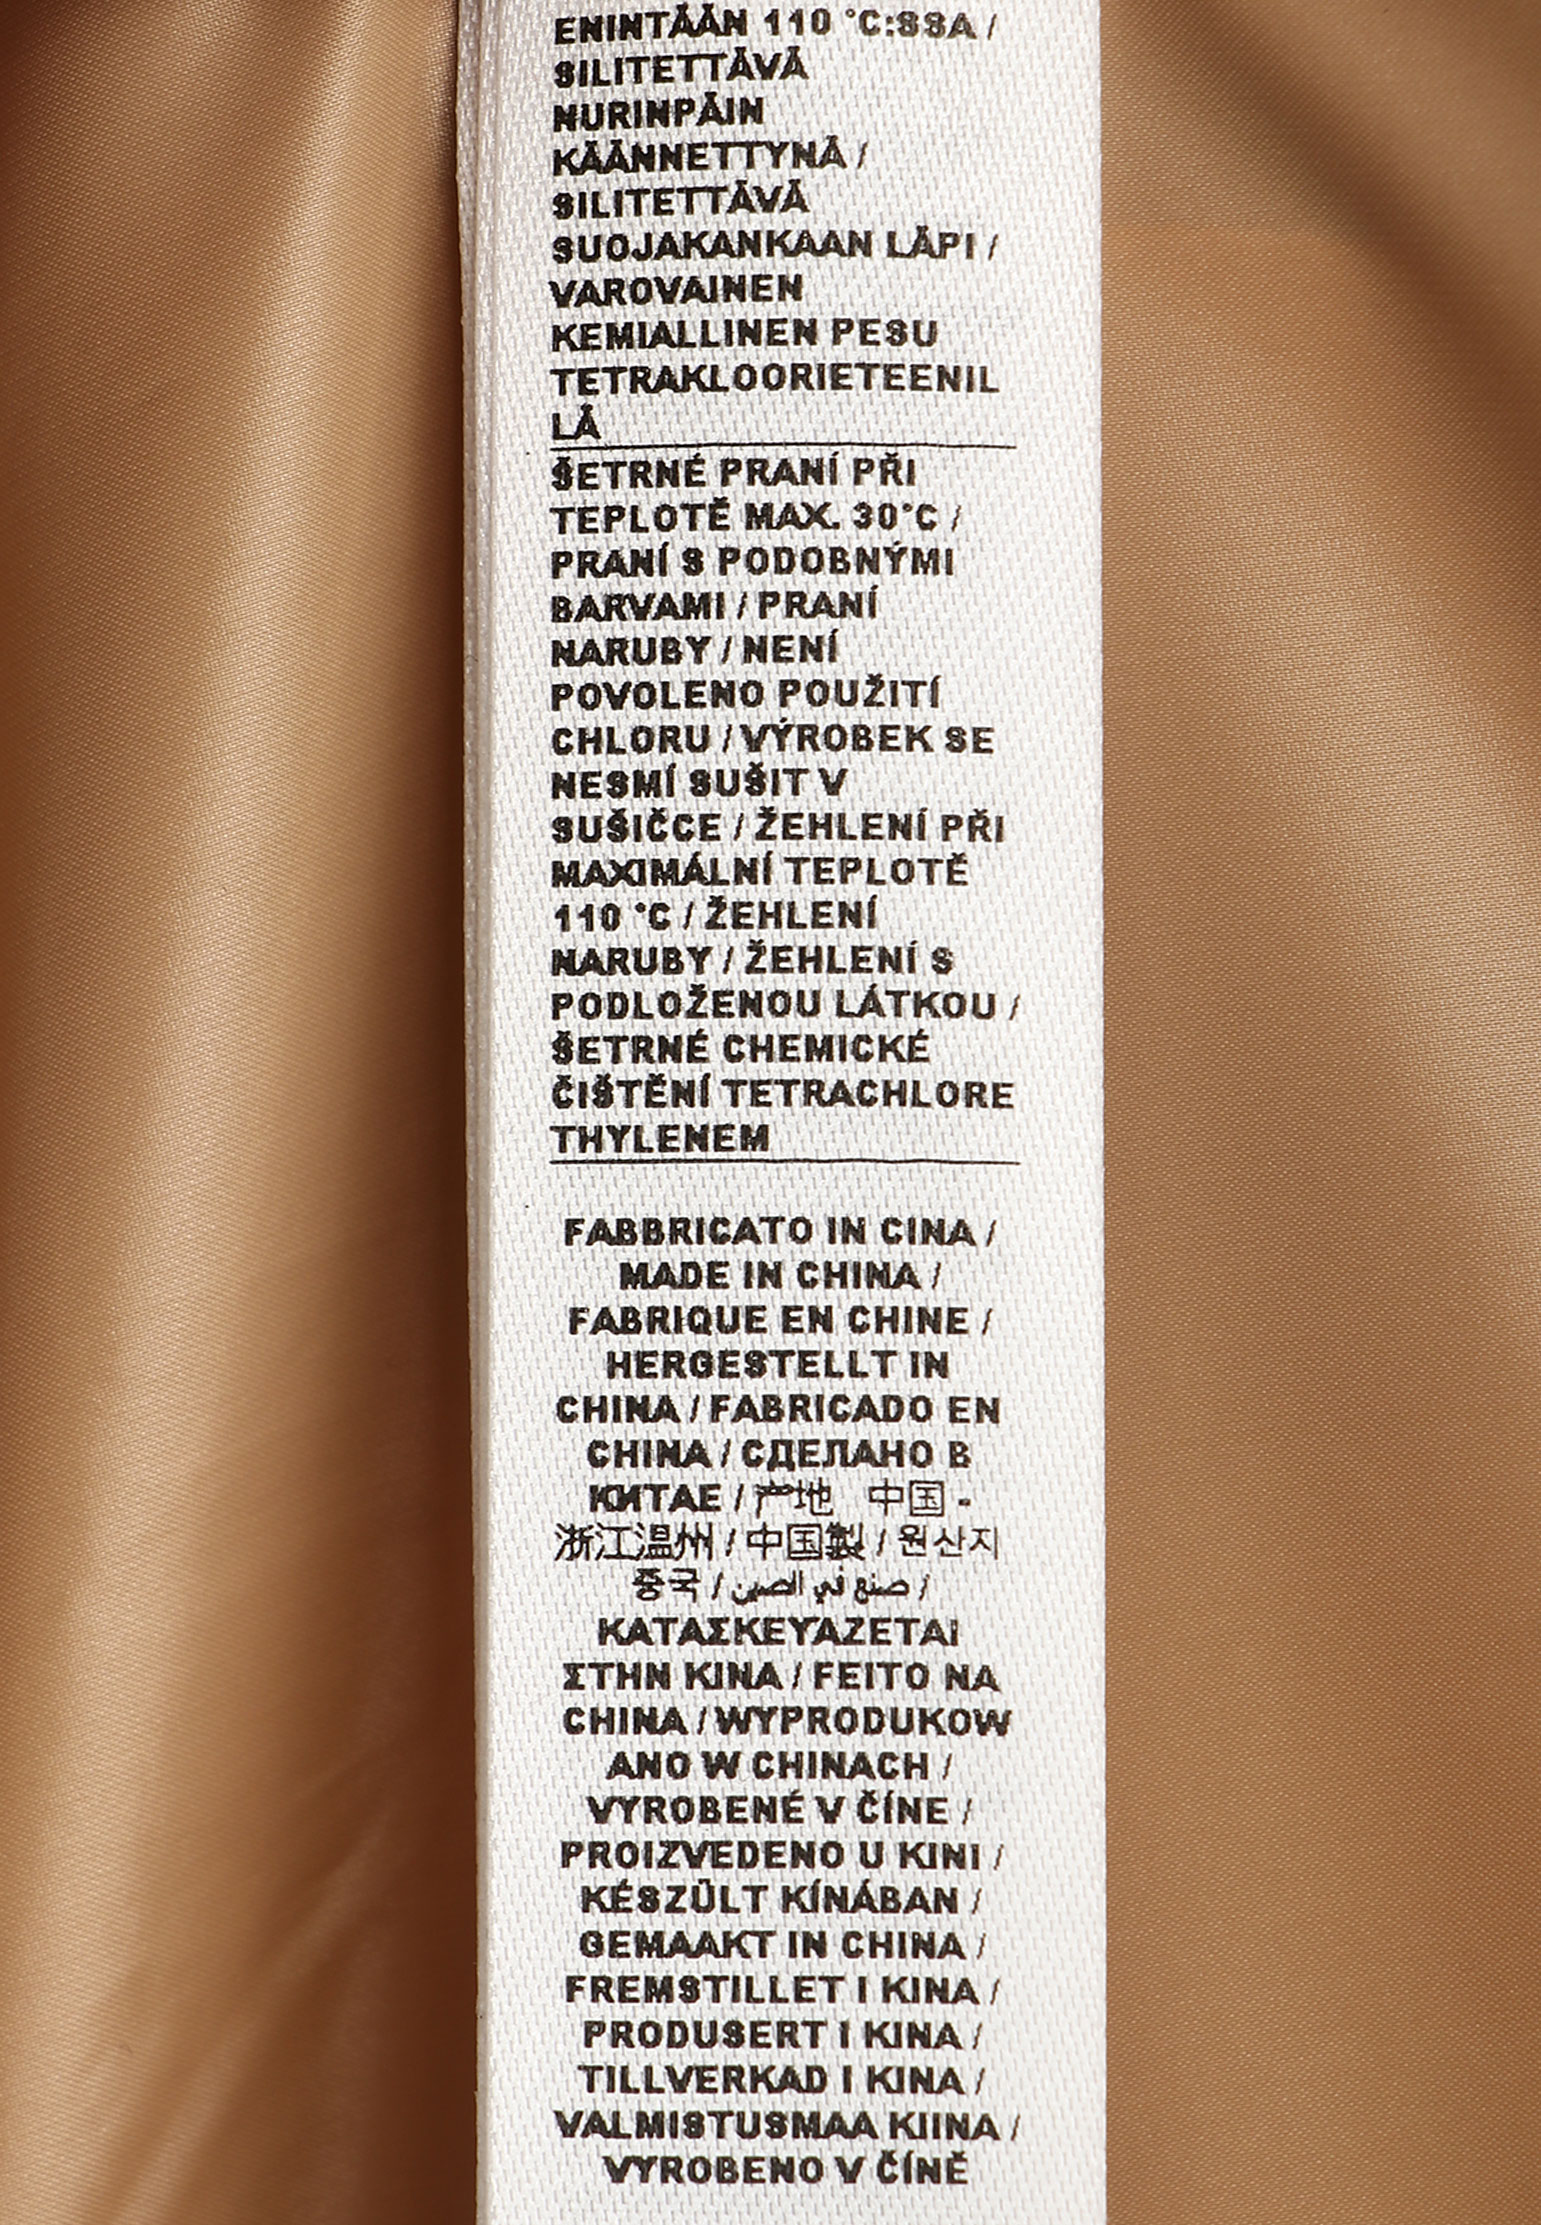 ENINTÄÄN 110 °C:SSA /
SILITETTÄVÄ
NURINPÄIN
KÄÄNNETTYNÄ /
SILITETTÄVÄ
SUOJAKANKAAN LÄPI /
VAROVAINEN
KEMIALLINEN PESU
TETRAKLOORIETEENIL
LÄ
ŠETRNÉ PRANÍ PŘI
TEPLOTĚ MAX. 30°C /
PRANÍ S PODOBNÝMI
BARVAMI / PRANÍ
NARUBY / NENÍ
POVOLENO POUŽITÍ
CHLORU / VÝROBEK SE
NESMÍ SUŠIT V
SUŠIČCE / ŽEHLENÍ PŘI
MAXIMÁLNÍ TEPLOTĚ
110 °C / ŽEHLENÍ
NARUBY / ŽEHLENÍ S
PODLOŽENOU LÁTKOU /
ŠETRNÉ CHEMICKÉ
ČIŠTĚNÍ TETRACHLORE
THYLENEM
FABBRICATO IN CINA /
MADE IN CHINA /
FABRIQUE EN CHINE /
HERGESTELLT IN
CHINA / FABRICADO EN
CHINA / СДЕЛАНО В
КИТАЕ / 产地 中国 -
浙江温州 / 中国製 / 원산지
중국 / صنع في الصين /
ΚΑΤΑΣΚΕΥΑΖΕΤΑΙ
ΣΤΗΝ ΚΙΝΑ / FEITO NA
CHINA / WYPRODUKOW
ANO W CHINACH /
VYROBENÉ V ČÍNE /
PROIZVEDENO U KINI /
KÉSZÜLT KÍNÁBAN /
GEMAAKT IN CHINA /
FREMSTILLET I KINA /
PRODUSERT I KINA /
TILLVERKAD I KINA /
VALMISTUSMAA KIINA /
VYROBENO V ČÍNĚ